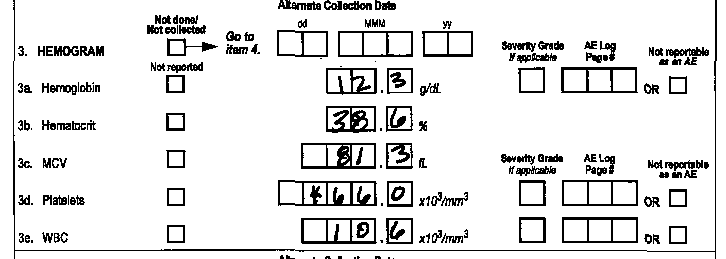 Alternate Collection Date
Not done/
Not collected
Go to
item 4.
dd MMM yy
3. HEMOGRAM
Not reported
Severity Grade
if applicable
AE Log
Page #
Not reportable
as an AE
3a. Hemoglobin 12.3 g/dL OR
3b. Hematocrit 38.6 %
3c. MCV 81.3 fL
Severity Grade
if applicable
AE Log
Page #
Not reportable
as an AE
3d. Platelets 466.0 x10³/mm³ OR
3e. WBC 10.6 x10³/mm³ OR